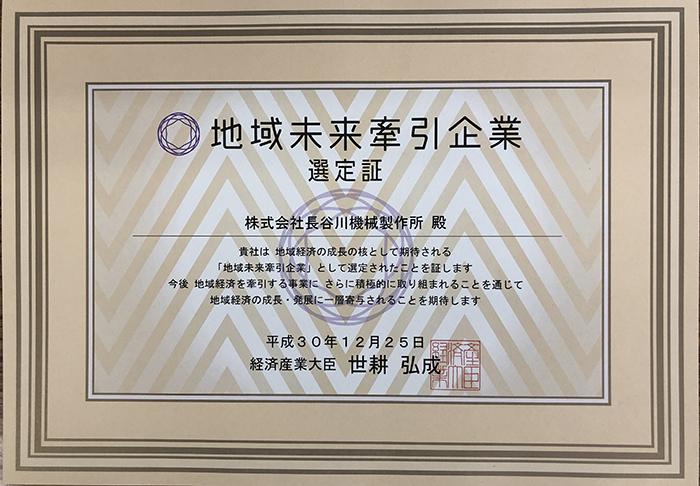 地域未来牽引企業
選定証
株式会社長谷川機械製作所 殿
貴社は 地域経済の成長の核として期待される
「地域未来牽引企業」として選定されたことを証します
今後 地域経済を牽引する事業に さらに積極的に取り組まれることを通じて
地域経済の成長・発展に一層寄与されることを期待します
平成30年12月25日
経済産業大臣 世耕 弘成